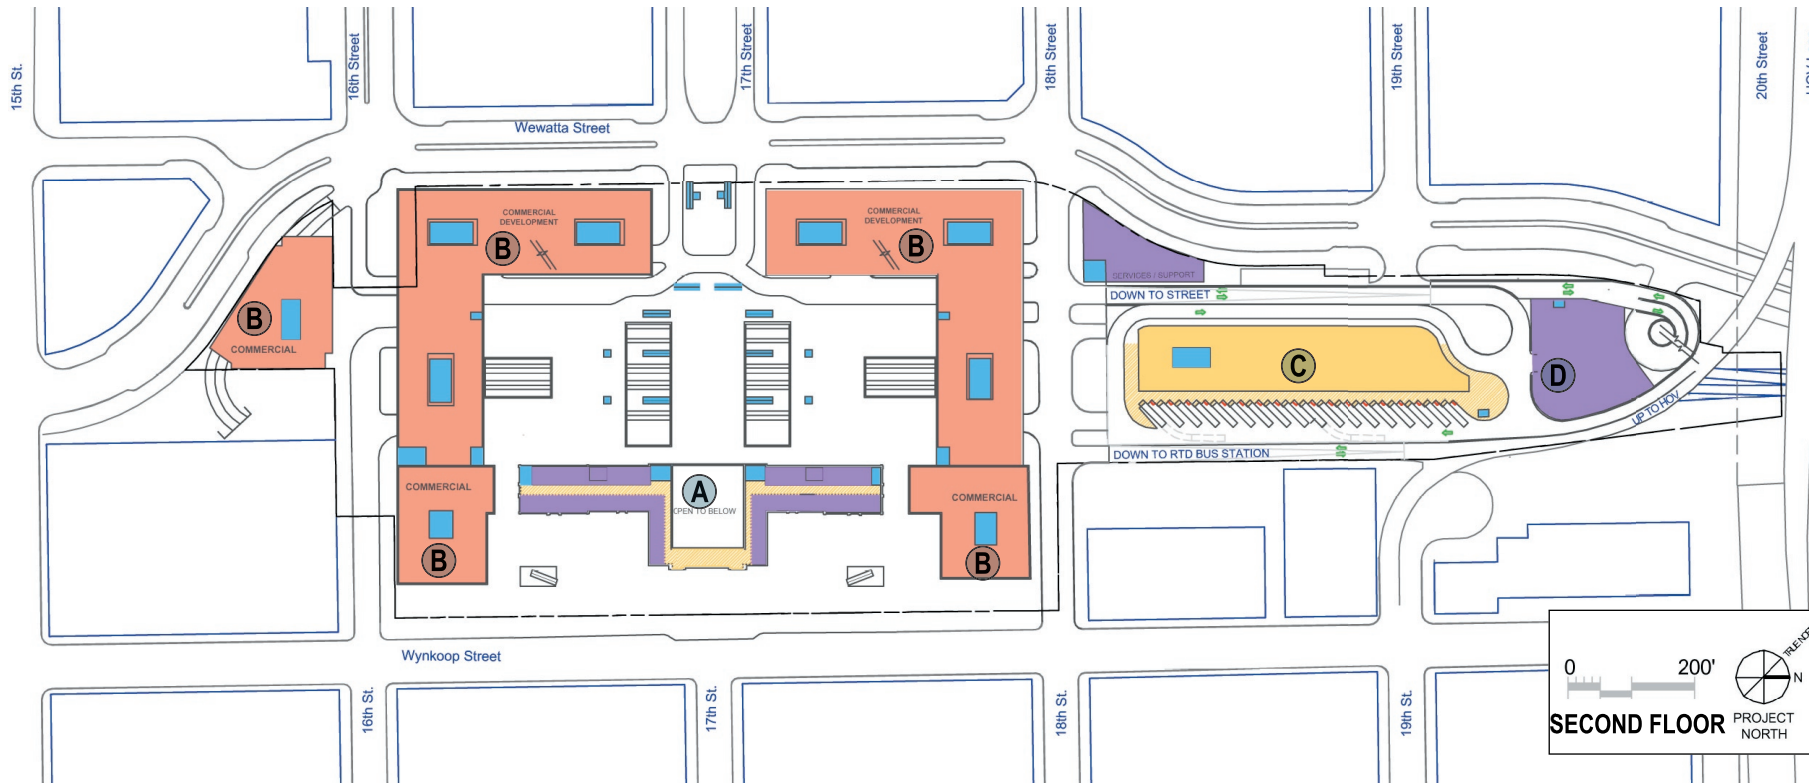 15th St.
16th Street
17th Street
18th Street
19th Street
20th Street
Wewatta Street
COMMERCIAL
DEVELOPMENT
B
COMMERCIAL
DEVELOPMENT
B
SERVICES / SUPPORT
DOWN TO STREET
B
COMMERCIAL
C
D
UP TO HOV
DOWN TO RTD BUS STATION
COMMERCIAL
A
OPEN TO BELOW
COMMERCIAL
B
B
Wynkoop Street
16th St.
17th St.
18th St.
19th St.
0 200'
N
SECOND FLOOR
PROJECT
NORTH